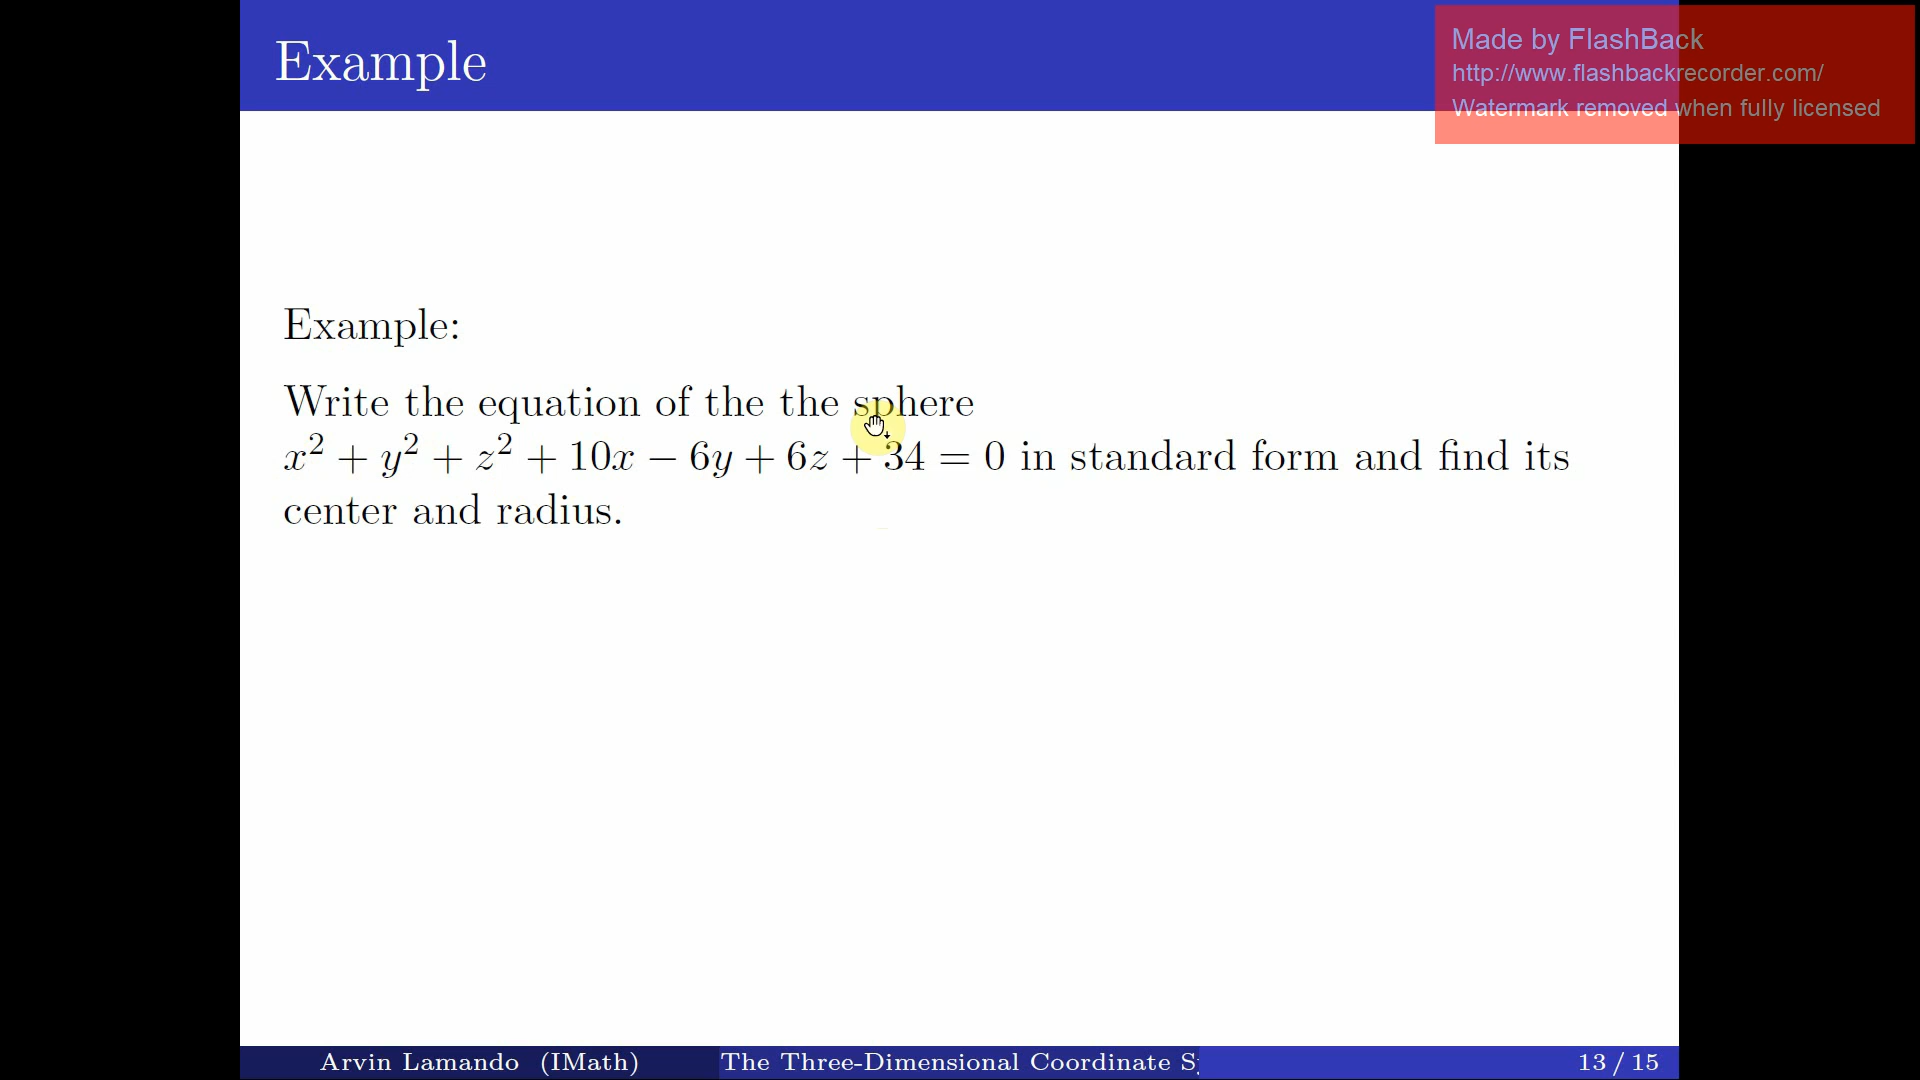 Example
Made by FlashBack
http://www.flashbackrecorder.com/
Watermark removed when fully licensed
Example:
Write the equation of the the sphere
x² + y² + z² + 10x − 6y + 6z + 34 = 0 in standard form and find its
center and radius.
Arvin Lamando (IMath)
The Three-Dimensional Coordinate S
13 / 15